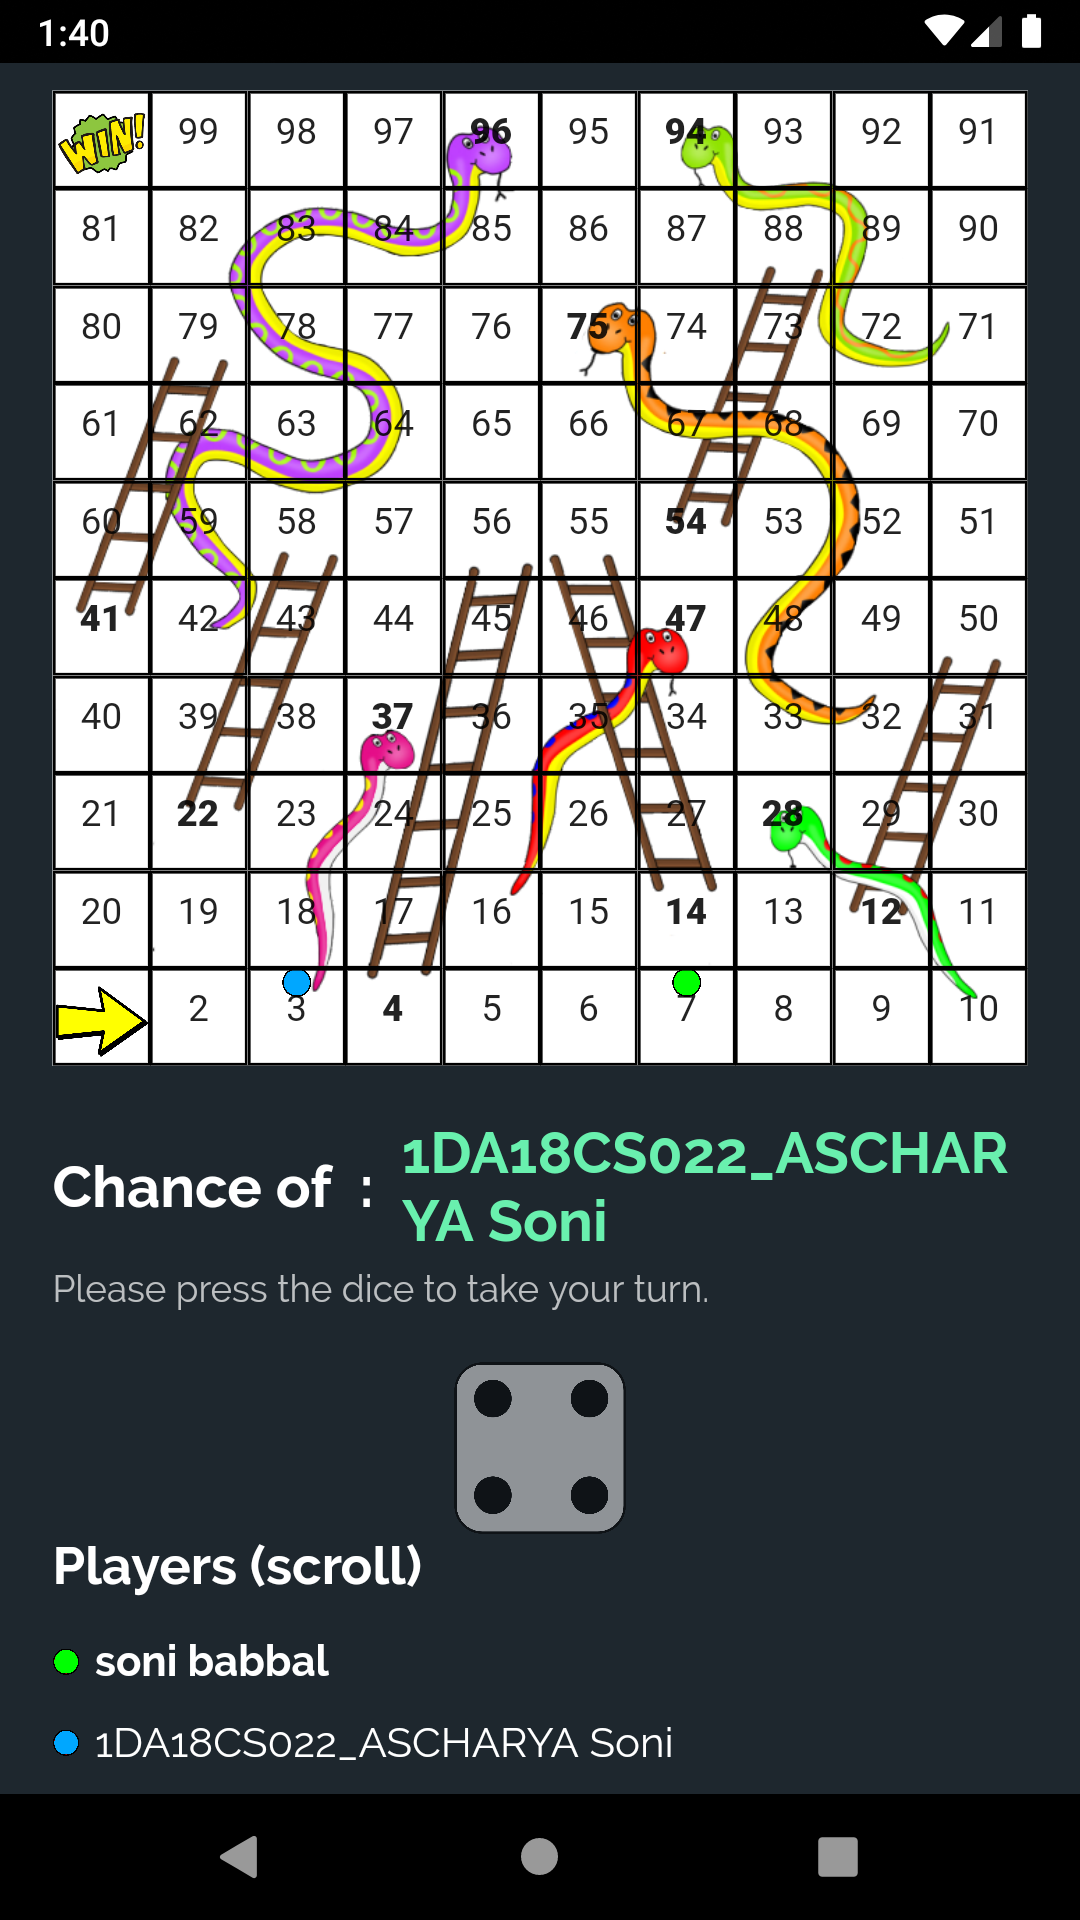 1:40
WIN! 99 98 97 96 95 94 93 92 91
81 82 83 84 85 86 87 88 89 90
80 79 78 77 76 75 74 73 72 71
61 62 63 64 65 66 67 68 69 70
60 59 58 57 56 55 54 53 52 51
41 42 43 44 45 46 47 48 49 50
40 39 38 37 36 35 34 33 32 31
21 22 23 24 25 26 27 28 29 30
20 19 18 17 16 15 14 13 12 11
2 3 4 5 6 7 8 9 10
Chance of : 1DA18CS022_ASCHAR
YA Soni
Please press the dice to take your turn.
Players (scroll)
soni babbal
1DA18CS022_ASCHARYA Soni